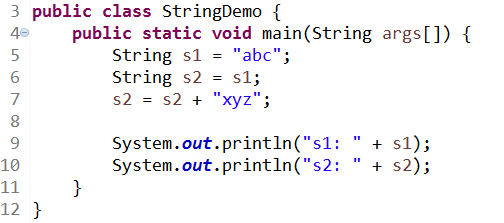 3 public class StringDemo {
4 public static void main(String args[]) {
5 String s1 = "abc";
6 String s2 = s1;
7 s2 = s2 + "xyz";
8
9 System.out.println("s1: " + s1);
10 System.out.println("s2: " + s2);
11 }
12 }